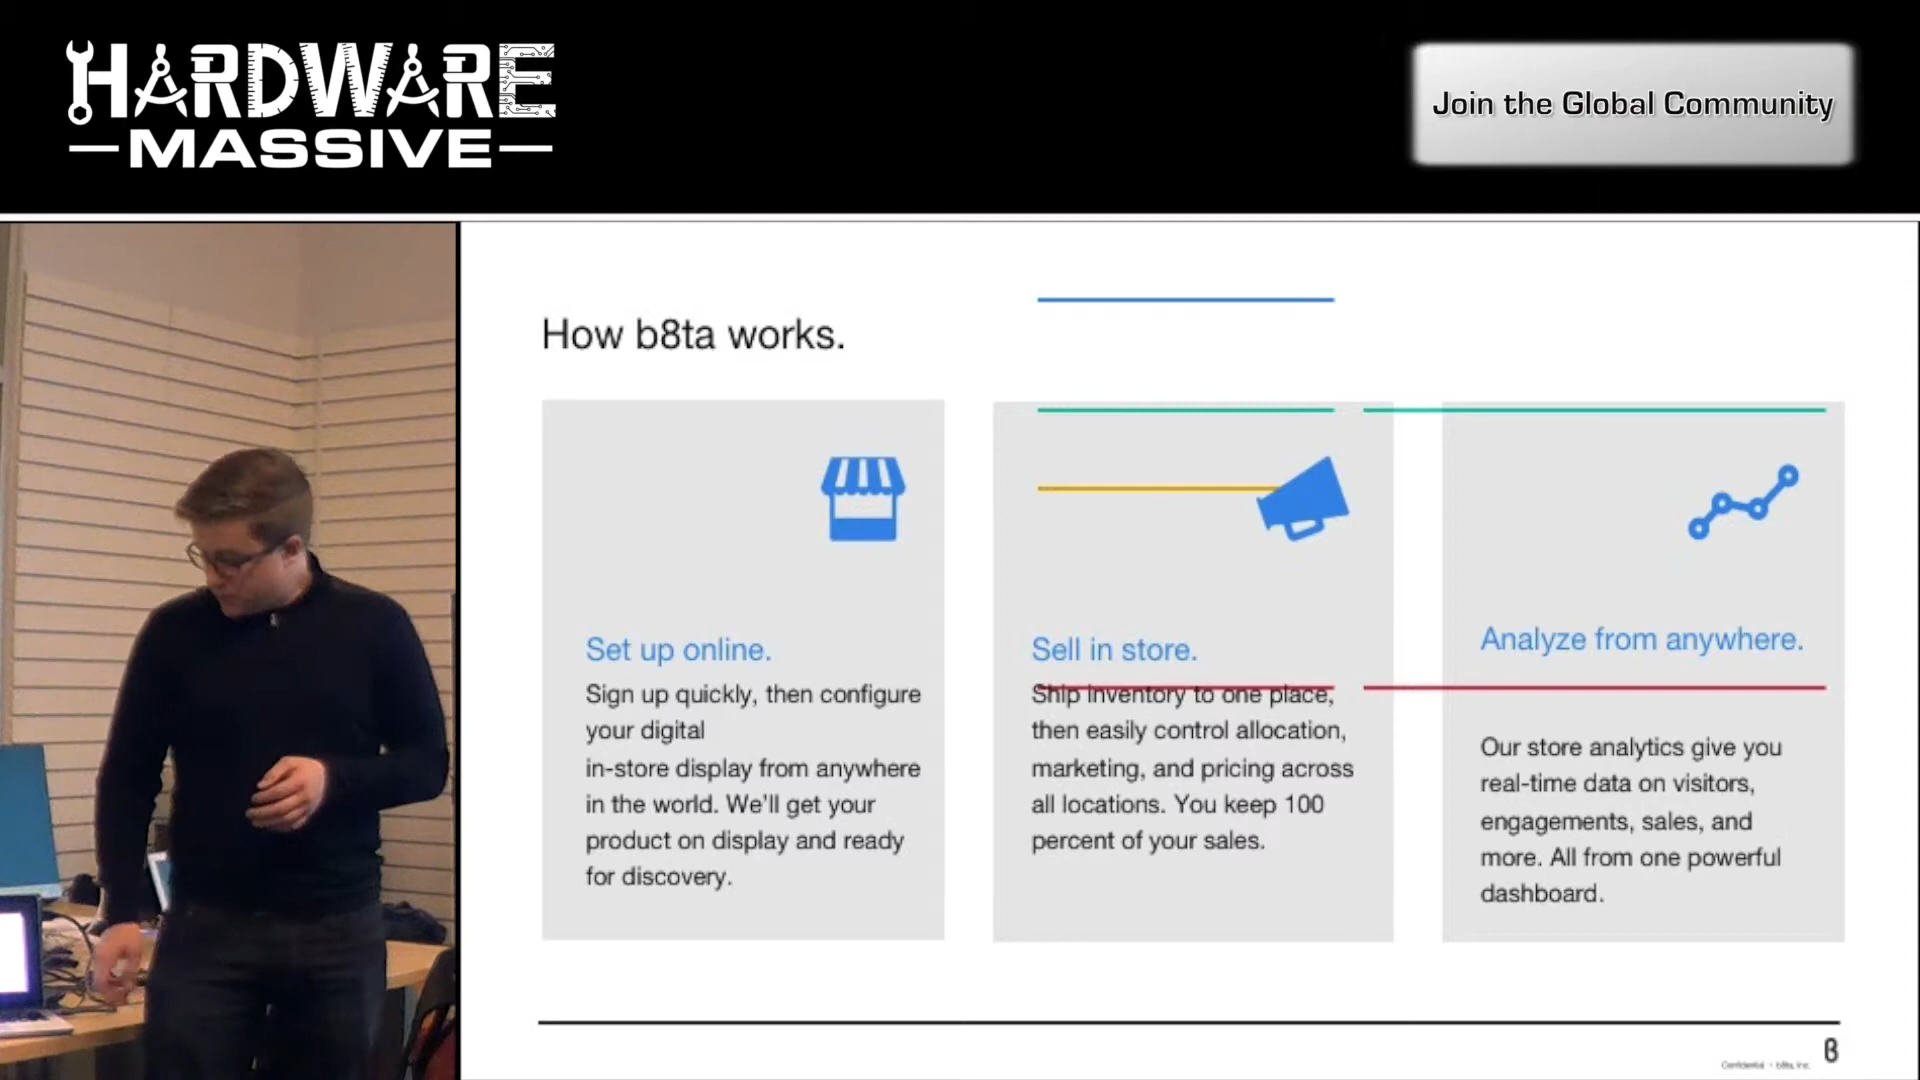 HARDWARE
MASSIVE
Join the Global Community
How b8ta works.
Set up online.
Sign up quickly, then configure
your digital
in-store display from anywhere
in the world. We'll get your
product on display and ready
for discovery.
Sell in store.
Ship inventory to one place,
then easily control allocation,
marketing, and pricing across
all locations. You keep 100
percent of your sales.
Analyze from anywhere.
Our store analytics give you
real-time data on visitors,
engagements, sales, and
more. All from one powerful
dashboard.
Confidential - b8ta, Inc.
β